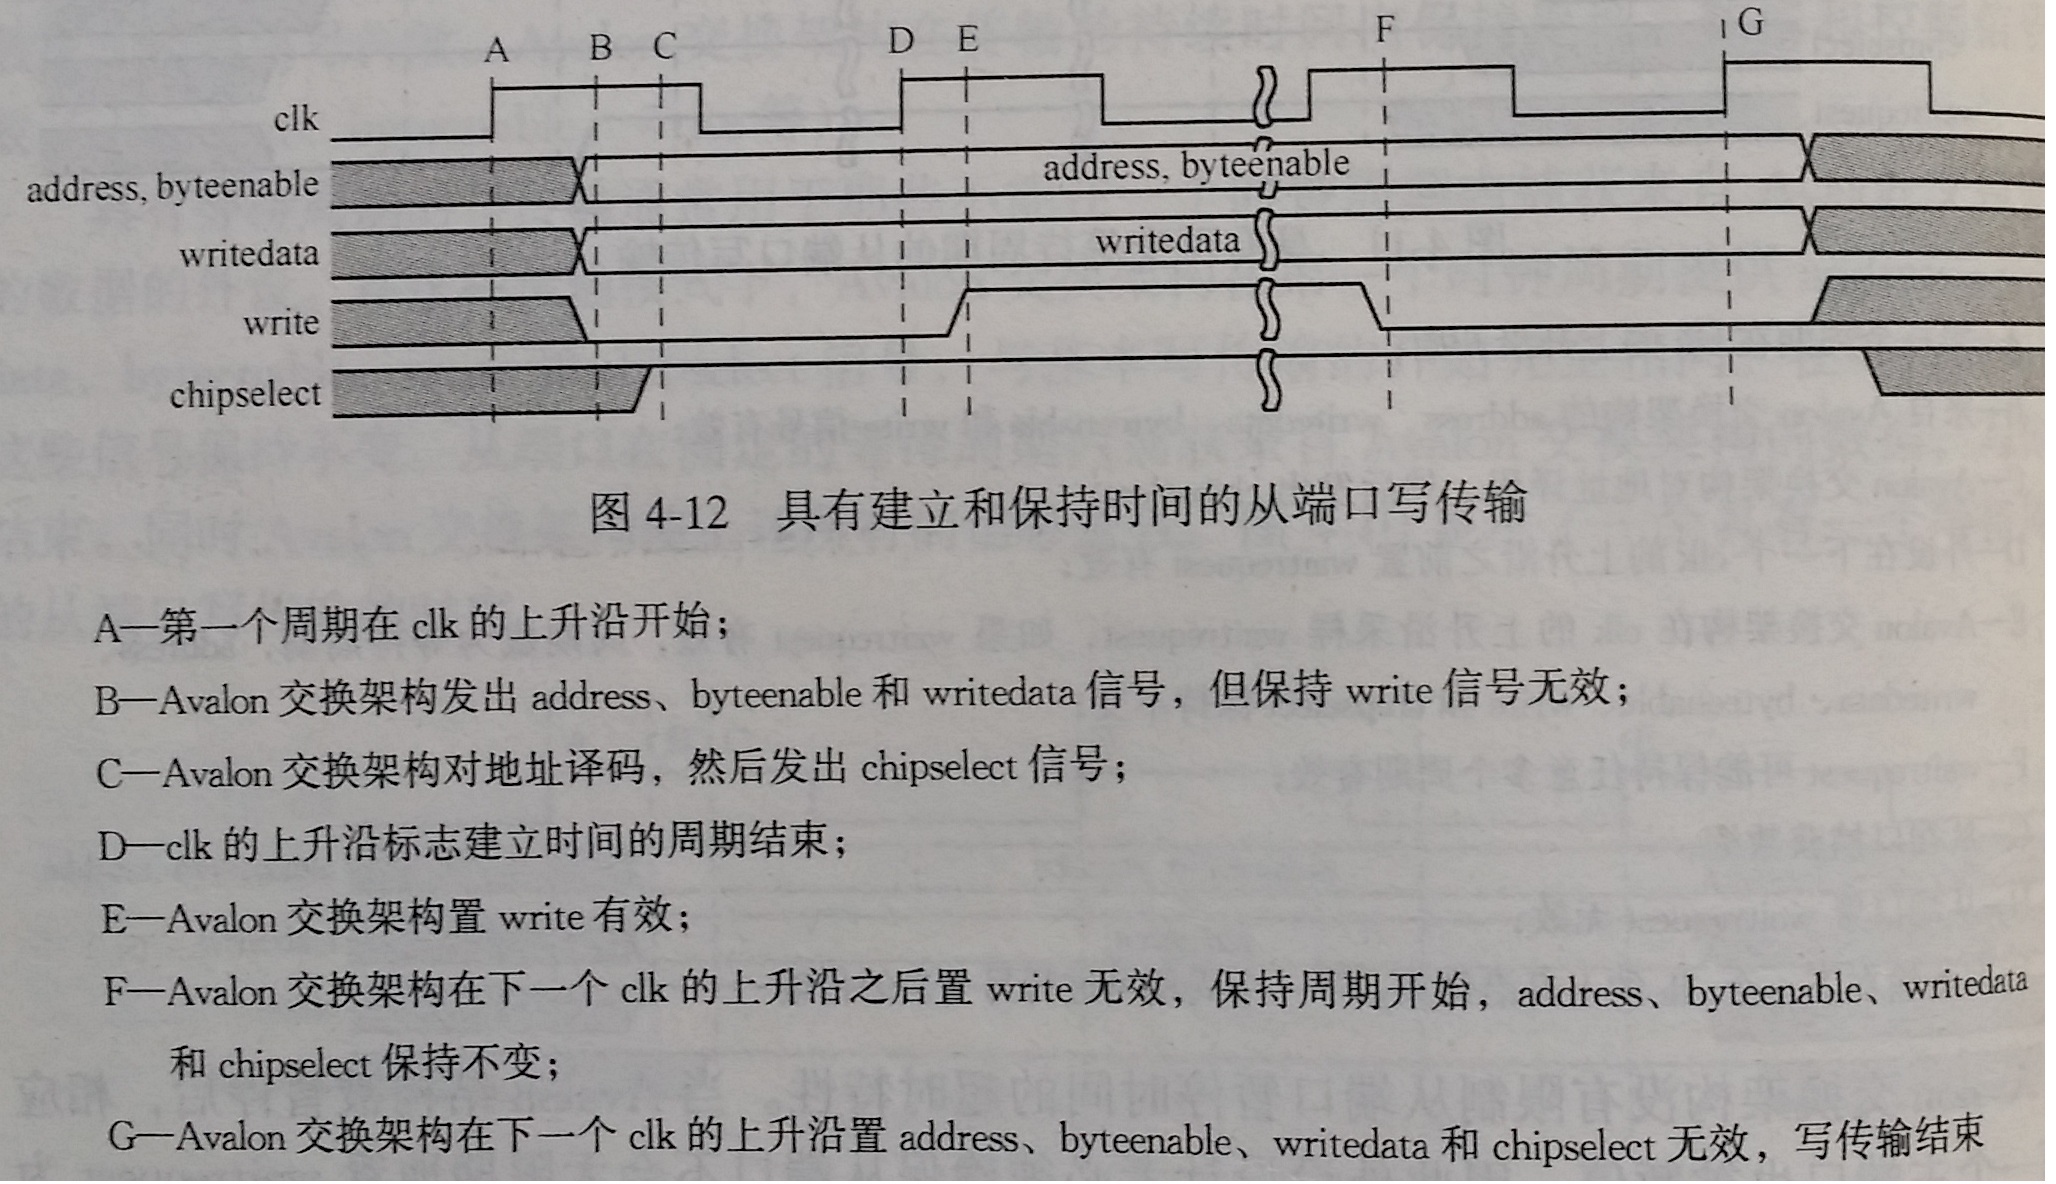 A B C D E F G
clk
address, byteenable address, byteenable
writedata writedata
write
chipselect
图 4-12 具有建立和保持时间的从端口写传输
A—第一个周期在 clk 的上升沿开始；
B—Avalon 交换架构发出 address、byteenable 和 writedata 信号，但保持 write 信号无效；
C—Avalon 交换架构对地址译码，然后发出 chipselect 信号；
D—clk 的上升沿标志建立时间的周期结束；
E—Avalon 交换架构置 write 有效；
F—Avalon 交换架构在下一个 clk 的上升沿之后置 write 无效，保持周期开始，address、byteenable、writedata
和 chipselect 保持不变；
G—Avalon 交换架构在下一个 clk 的上升沿置 address、byteenable、writedata 和 chipselect 无效，写传输结束